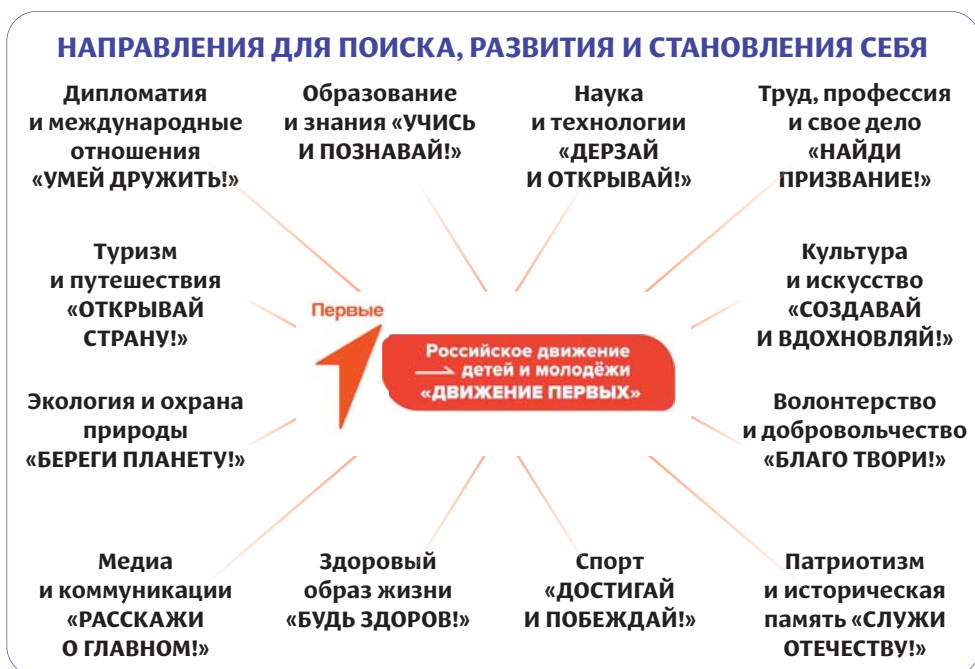 НАПРАВЛЕНИЯ ДЛЯ ПОИСКА, РАЗВИТИЯ И СТАНОВЛЕНИЯ СЕБЯ
Дипломатия
и международные
отношения
«УМЕЙ ДРУЖИТЬ!»
Образование
и знания «УЧИСЬ
И ПОЗНАВАЙ!»
Наука
и технологии
«ДЕРЗАЙ
И ОТКРЫВАЙ!»
Труд, профессия
и свое дело
«НАЙДИ
ПРИЗВАНИЕ!»
Туризм
и путешествия
«ОТКРЫВАЙ
СТРАНУ!»
Первые
Российское движение
детей и молодёжи
«ДВИЖЕНИЕ ПЕРВЫХ»
Культура
и искусство
«СОЗДАВАЙ
И ВДОХНОВЛЯЙ!»
Экология и охрана
природы
«БЕРЕГИ ПЛАНЕТУ!»
Волонтерство
и добровольчество
«БЛАГО ТВОРИ!»
Медиа
и коммуникации
«РАССКАЖИ
О ГЛАВНОМ!»
Здоровый
образ жизни
«БУДЬ ЗДОРОВ!»
Спорт
«ДОСТИГАЙ
И ПОБЕЖДАЙ!»
Патриотизм
и историческая
память «СЛУЖИ
ОТЕЧЕСТВУ!»